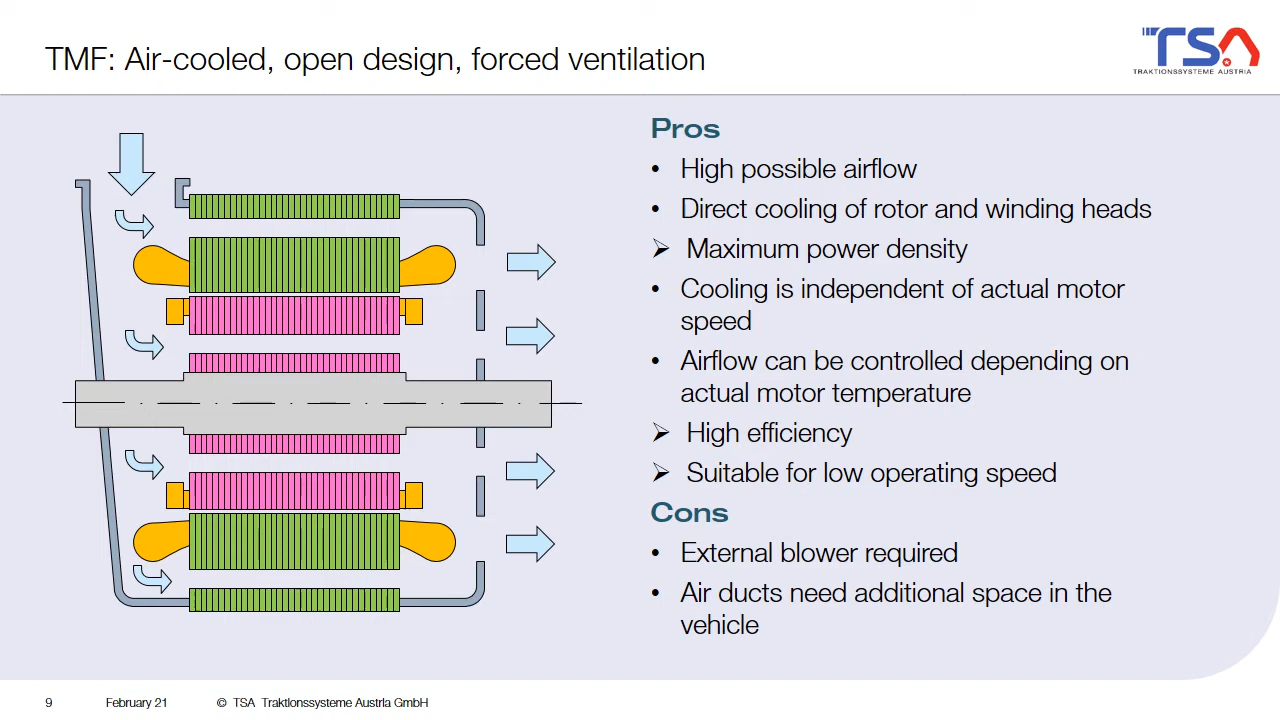 TMF: Air-cooled, open design, forced ventilation
TSA
TRAKTIONSSYSTEME AUSTRIA
Pros
• High possible airflow
• Direct cooling of rotor and winding heads
➢ Maximum power density
• Cooling is independent of actual motor
speed
• Airflow can be controlled depending on
actual motor temperature
➢ High efficiency
➢ Suitable for low operating speed
Cons
• External blower required
• Air ducts need additional space in the
vehicle
9 February 21 © TSA Traktionssysteme Austria GmbH